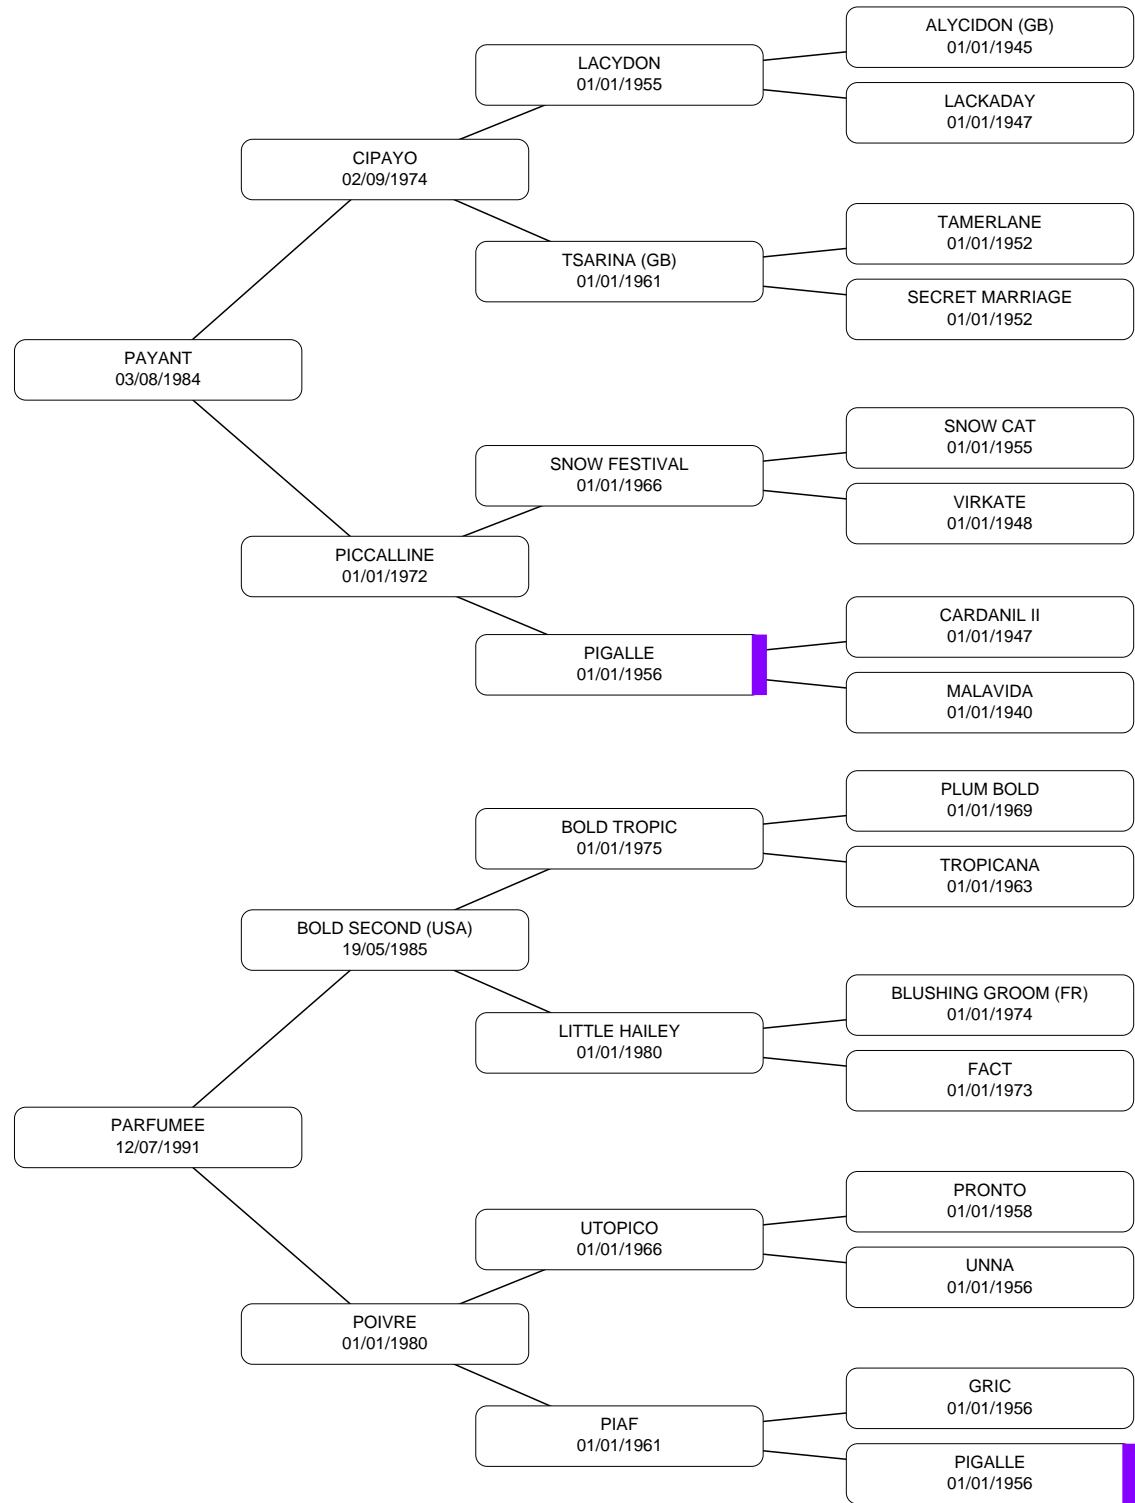 ALYCIDON (GB)
01/01/1945
LACYDON
01/01/1955
LACKADAY
01/01/1947
CIPAYO
02/09/1974
TAMERLANE
01/01/1952
TSARINA (GB)
01/01/1961
SECRET MARRIAGE
01/01/1952
PAYANT
03/08/1984
SNOW CAT
01/01/1955
SNOW FESTIVAL
01/01/1966
VIRKATE
01/01/1948
PICCALLINE
01/01/1972
CARDANIL II
01/01/1947
PIGALLE
01/01/1956
MALAVIDA
01/01/1940
PLUM BOLD
01/01/1969
BOLD TROPIC
01/01/1975
TROPICANA
01/01/1963
BOLD SECOND (USA)
19/05/1985
BLUSHING GROOM (FR)
01/01/1974
LITTLE HAILEY
01/01/1980
FACT
01/01/1973
PARFUMEE
12/07/1991
PRONTO
01/01/1958
UTOPICO
01/01/1966
UNNA
01/01/1956
POIVRE
01/01/1980
GRIC
01/01/1956
PIAF
01/01/1961
PIGALLE
01/01/1956